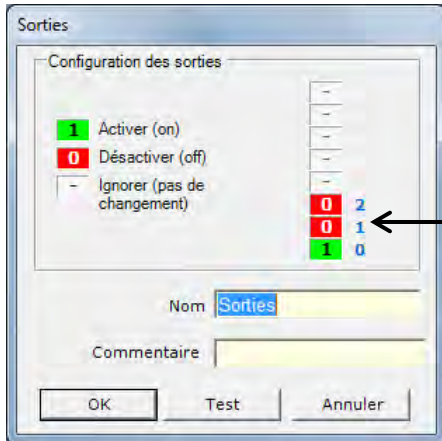 Sorties
Configuration des sorties
-
-
-
-
-
1 Activer (on)
0 Désactiver (off)
- Ignorer (pas de
changement)
0 2
0 1
1 0
Nom Sorties
Commentaire
OK Test Annuler